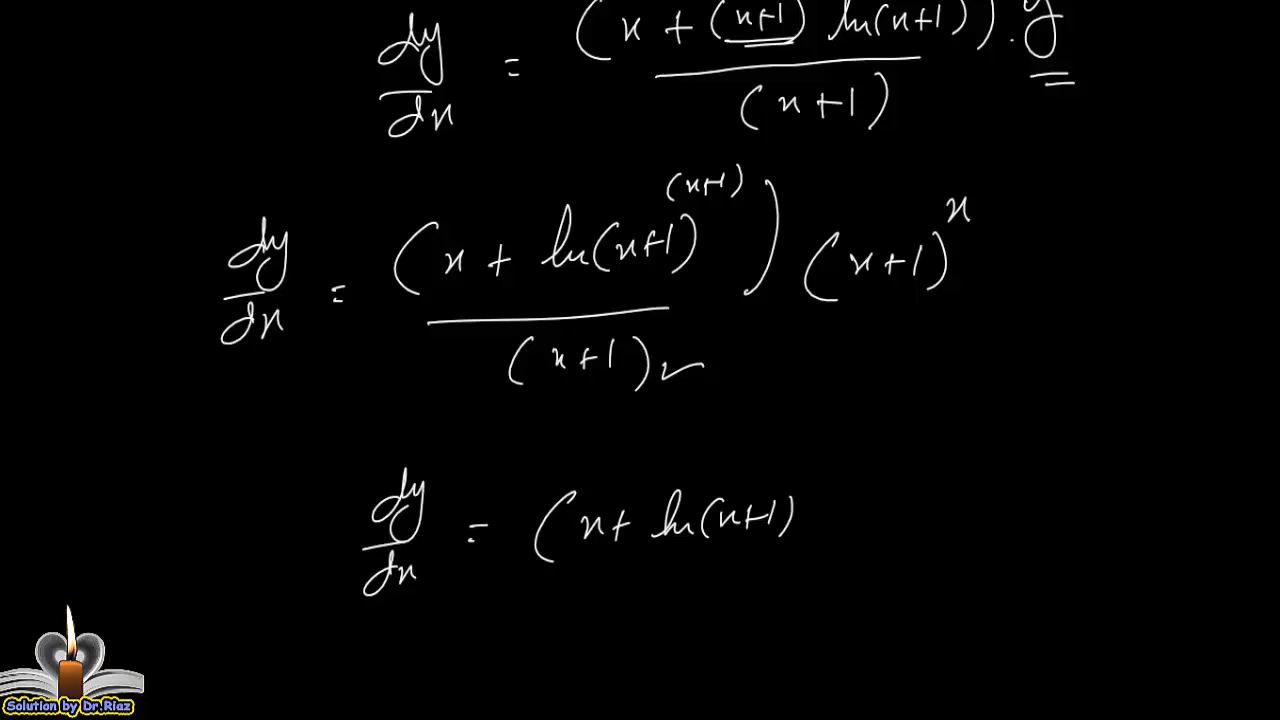 dy/dx = (x + (x+1) ln(x+1)) / (x+1) . y
dy/dx = (x + ln(x+1)^(x+1)) / (x+1) (x+1)^x
dy/dx = (x + ln(x+1)
Solution by Dr.Riaz